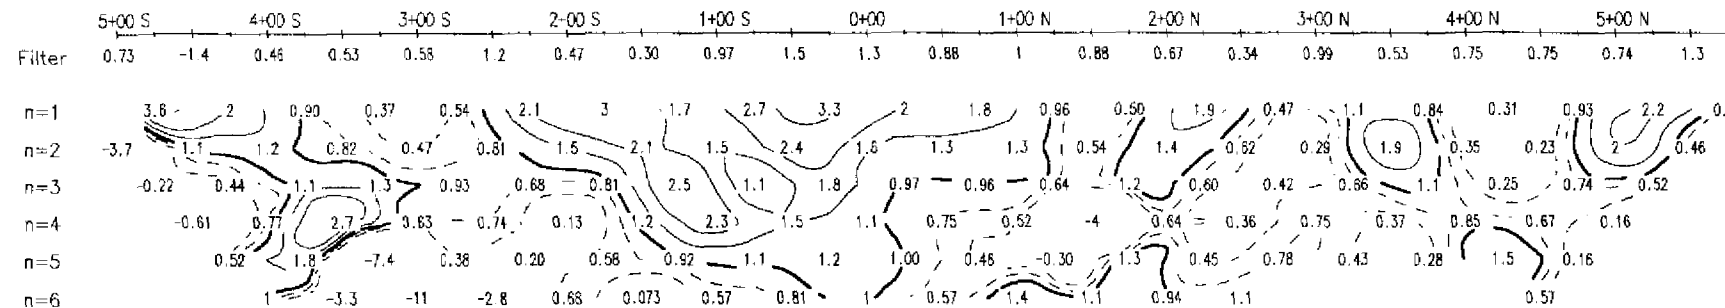 5+00 S 4+00 S 3+00 S 2+00 S 1+00 S 0+00 1+00 N 2+00 N 3+00 N 4+00 N 5+00 N
Filter 0.73 -1.4 0.46 0.53 0.58 1.2 0.47 0.30 0.97 1.5 1.3 0.88 1 0.88 0.67 0.34 0.99 0.53 0.75 0.75 0.74 1.3
n=1 3.6 2 0.90 0.37 0.54 2.1 3 1.7 2.7 3.3 2 1.8 0.96 0.50 1.9 0.47 1.1 0.84 0.31 0.93 2.2 0.
n=2 -3.7 1.1 1.2 0.82 0.47 0.81 1.5 2.1 1.5 2.4 1.6 1.3 1.3 0.54 1.4 0.62 0.29 1.9 0.35 0.23 2 0.46
n=3 -0.22 0.44 1.1 1.3 0.93 0.68 0.81 2.5 1.1 1.8 0.97 0.96 0.64 1.2 0.60 0.42 0.66 1.1 0.25 0.74 0.52
n=4 -0.61 0.77 2.7 0.63 0.74 0.13 1.2 2.3 1.5 1.1 0.75 0.52 -4 0.64 0.36 0.75 0.37 0.85 0.67 0.16
n=5 0.52 1.8 -7.4 0.38 0.20 0.58 0.92 1.1 1.2 1.00 0.46 -0.30 1.3 0.45 0.78 0.43 0.28 1.5 0.16
n=6 1 -3.3 -11 -2.8 0.68 0.073 0.57 0.81 1 0.57 1.4 1.1 0.94 1.1 0.57